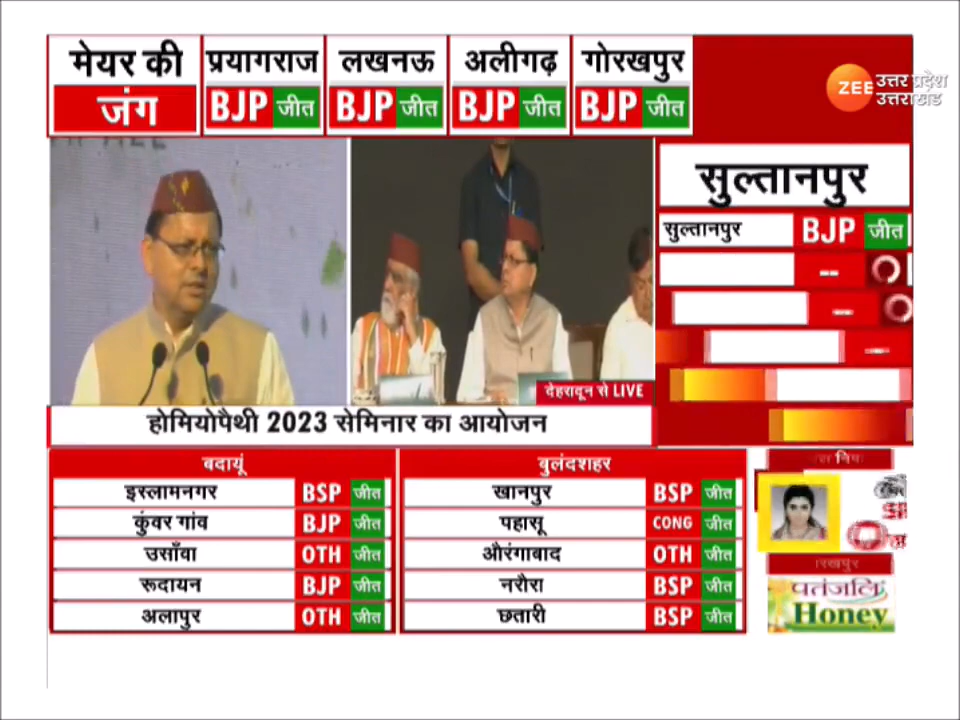 मेयर की
जंग
प्रयागराज
BJP जीत
लखनऊ
BJP जीत
अलीगढ़
BJP जीत
गोरखपुर
BJP जीत
ZEE उत्तर प्रदेश
उत्तराखंड
सुल्तानपुर
सुल्तानपुर BJP जीत
--
--
--
देहरादून से LIVE
होमियोपैथी 2023 सेमिनार का आयोजन
बदायूं
इस्लामनगर BSP जीत
कुंवर गांव BJP जीत
उसाँवा OTH जीत
रूदायन BJP जीत
अलापुर OTH जीत
बुलंदशहर
खानपुर BSP जीत
पहासू CONG जीत
औरंगाबाद OTH जीत
नरौरा BSP जीत
छतारी BSP जीत
पतंजलि
Honey